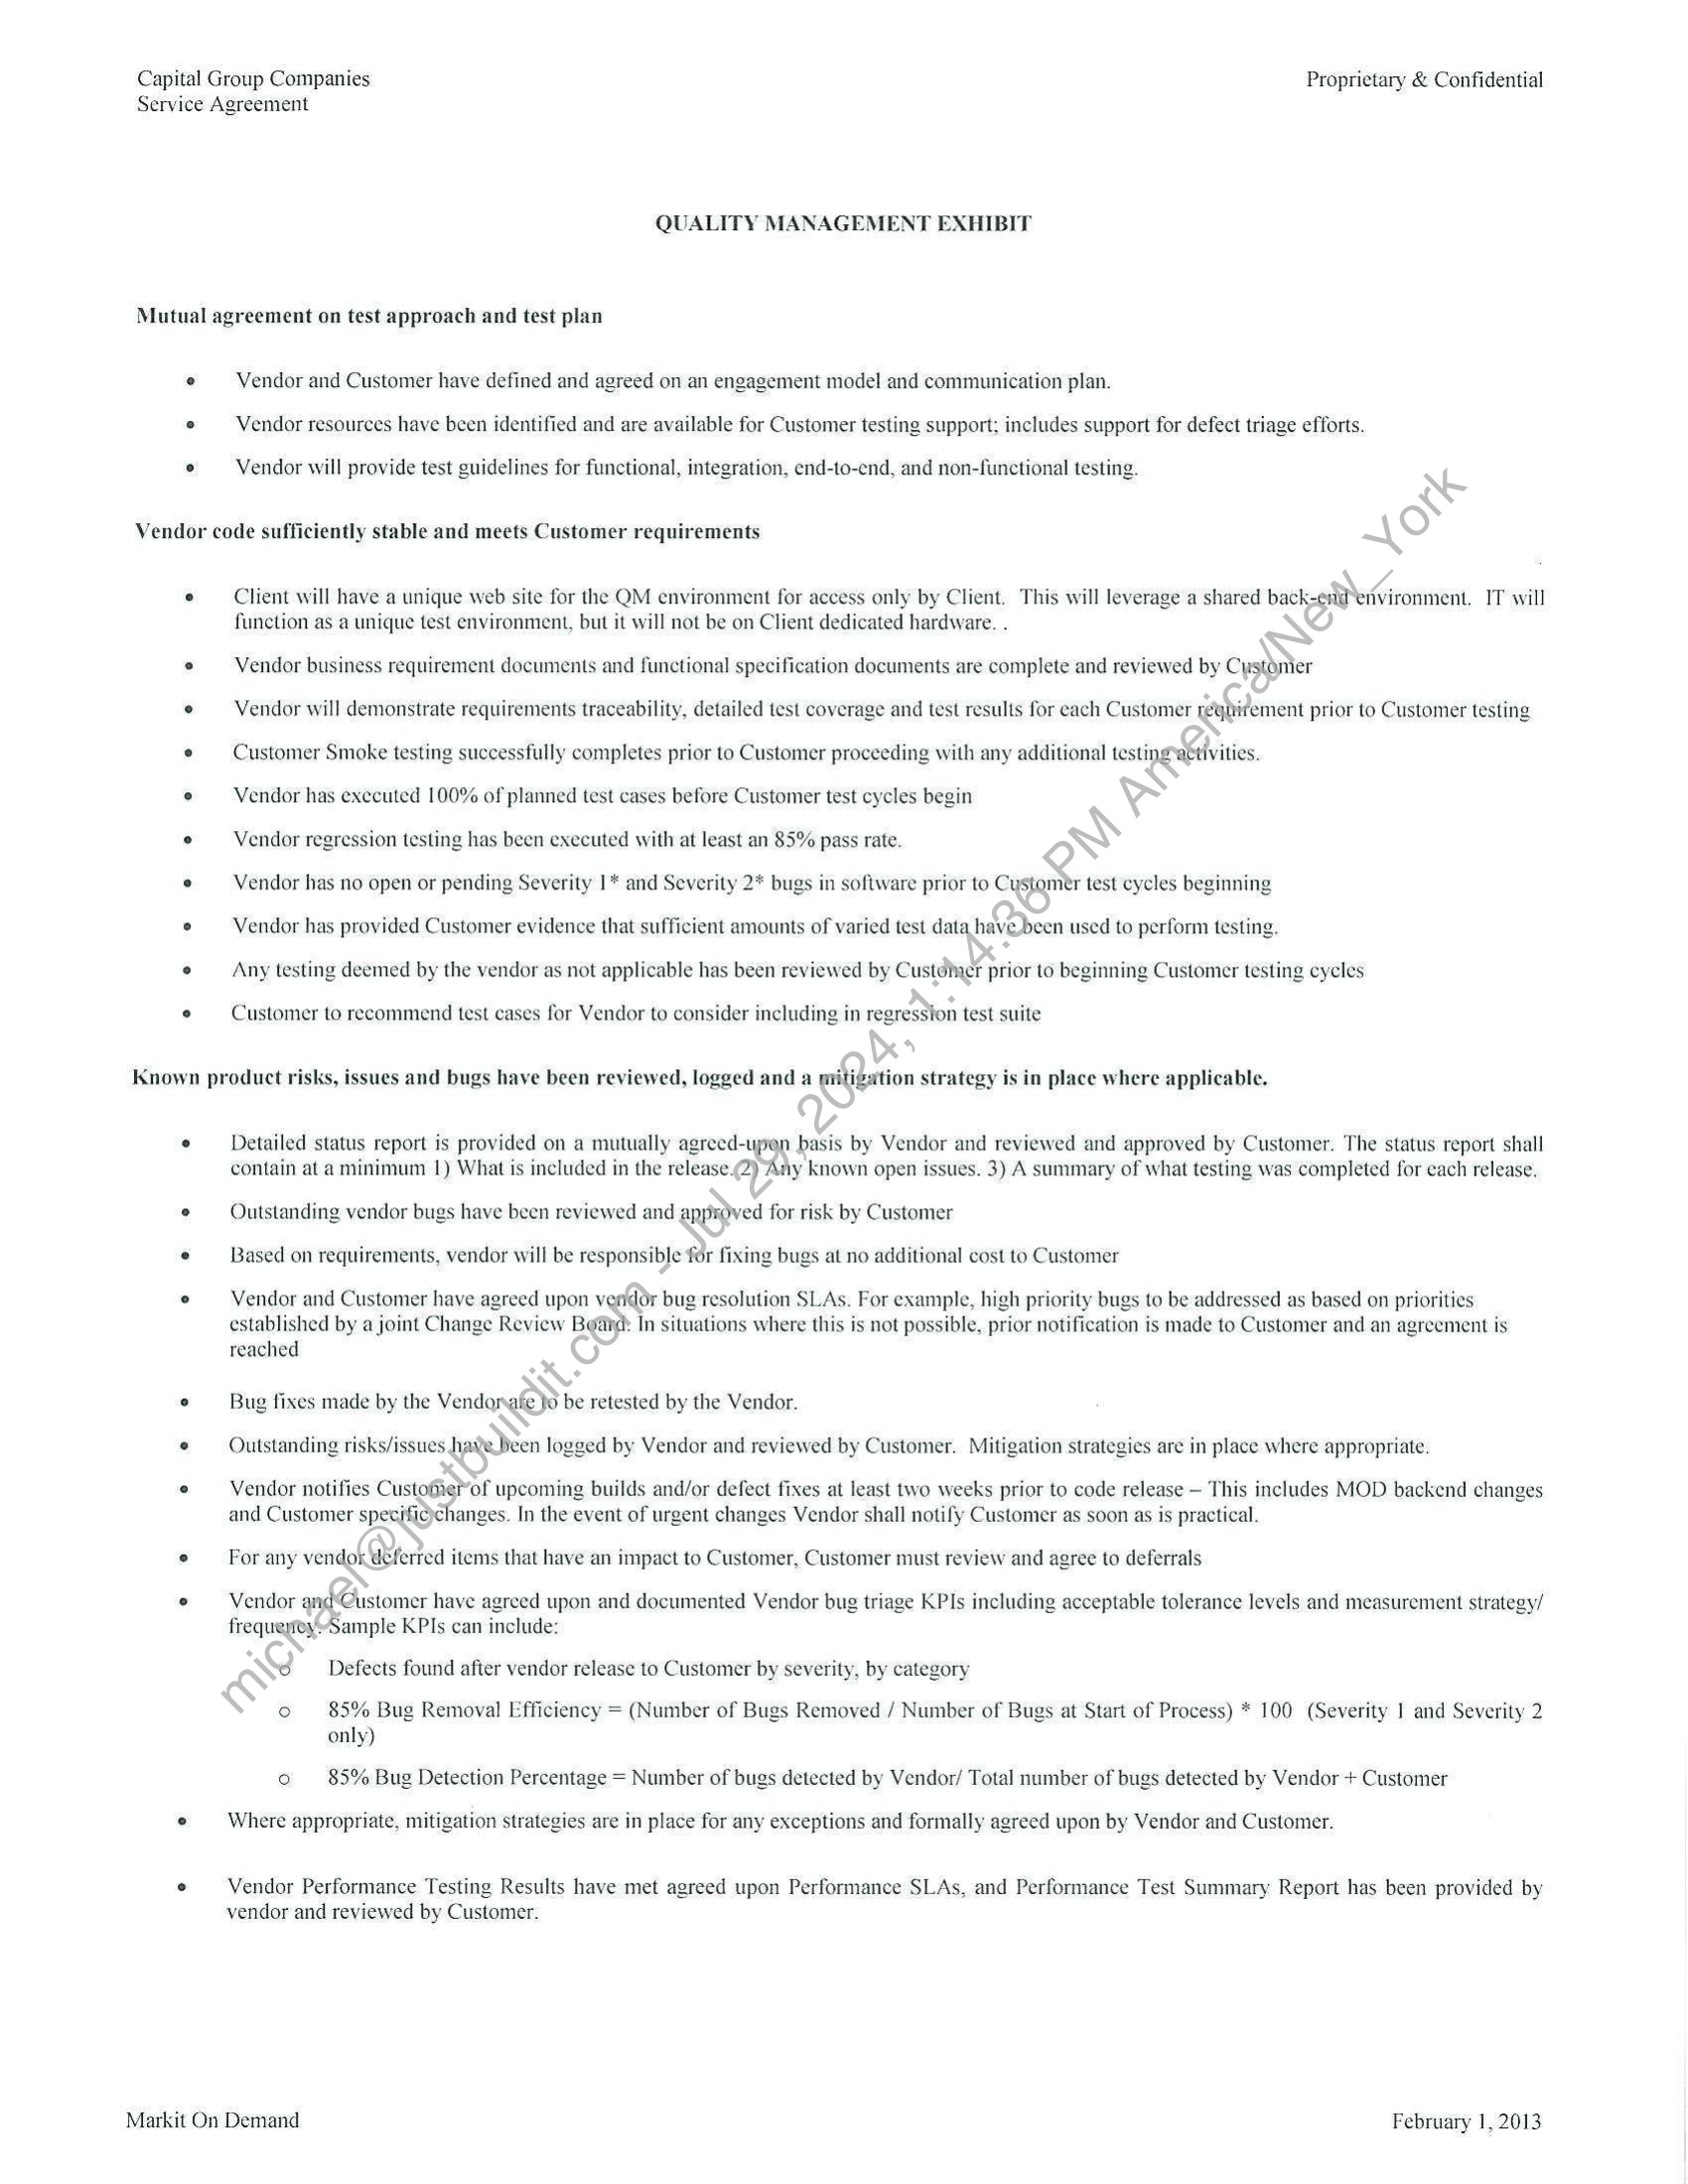 Capital Group Companies
Proprietary & Confidential
Service Agreement
QUALITY MANAGEMENT EXHIBIT
Mutual agreement on test approach and test plan
• Vendor and Customer have defined and agreed on an engagement model and communication plan.
• Vendor resources have been identified and are available for Customer testing support; includes support for defect triage efforts.
• Vendor will provide test guidelines for functional, integration, end-to-end, and non-functional testing.
Vendor code sufficiently stable and meets Customer requirements
• Client will have a unique web site for the QM environment for access only by Client. This will leverage a shared back-end environment. IT will
function as a unique test environment, but it will not be on Client dedicated hardware. .
• Vendor business requirement documents and functional specification documents are complete and reviewed by Customer
• Vendor will demonstrate requirements traceability, detailed test coverage and test results for each Customer requirement prior to Customer testing
• Customer Smoke testing successfully completes prior to Customer proceeding with any additional testing activities.
• Vendor has executed 100% of planned test cases before Customer test cycles begin
• Vendor regression testing has been executed with at least an 85% pass rate.
• Vendor has no open or pending Severity 1* and Severity 2* bugs in software prior to Customer test cycles beginning
• Vendor has provided Customer evidence that sufficient amounts of varied test data have been used to perform testing.
• Any testing deemed by the vendor as not applicable has been reviewed by Customer prior to beginning Customer testing cycles
• Customer to recommend test cases for Vendor to consider including in regression test suite
Known product risks, issues and bugs have been reviewed, logged and a mitigation strategy is in place where applicable.
• Detailed status report is provided on a mutually agreed-upon basis by Vendor and reviewed and approved by Customer. The status report shall
contain at a minimum 1) What is included in the release. 2) Any known open issues. 3) A summary of what testing was completed for each release.
• Outstanding vendor bugs have been reviewed and approved for risk by Customer
• Based on requirements, vendor will be responsible for fixing bugs at no additional cost to Customer
• Vendor and Customer have agreed upon vendor bug resolution SLAs. For example, high priority bugs to be addressed as based on priorities
established by a joint Change Review Board. In situations where this is not possible, prior notification is made to Customer and an agreement is
reached
• Bug fixes made by the Vendor are to be retested by the Vendor.
• Outstanding risks/issues have been logged by Vendor and reviewed by Customer. Mitigation strategies are in place where appropriate.
• Vendor notifies Customer of upcoming builds and/or defect fixes at least two weeks prior to code release – This includes MOD backend changes
and Customer specific changes. In the event of urgent changes Vendor shall notify Customer as soon as is practical.
• For any vendor deferred items that have an impact to Customer, Customer must review and agree to deferrals
• Vendor and Customer have agreed upon and documented Vendor bug triage KPIs including acceptable tolerance levels and measurement strategy/
frequency. Sample KPIs can include:
o Defects found after vendor release to Customer by severity, by category
o 85% Bug Removal Efficiency = (Number of Bugs Removed / Number of Bugs at Start of Process) * 100 (Severity 1 and Severity 2
only)
o 85% Bug Detection Percentage = Number of bugs detected by Vendor/ Total number of bugs detected by Vendor + Customer
• Where appropriate, mitigation strategies are in place for any exceptions and formally agreed upon by Vendor and Customer.
• Vendor Performance Testing Results have met agreed upon Performance SLAs, and Performance Test Summary Report has been provided by
vendor and reviewed by Customer.
Markit On Demand
February 1, 2013
michael@justbuildit.com - Jul 29, 2024, 1:14:36 PM America/New_York